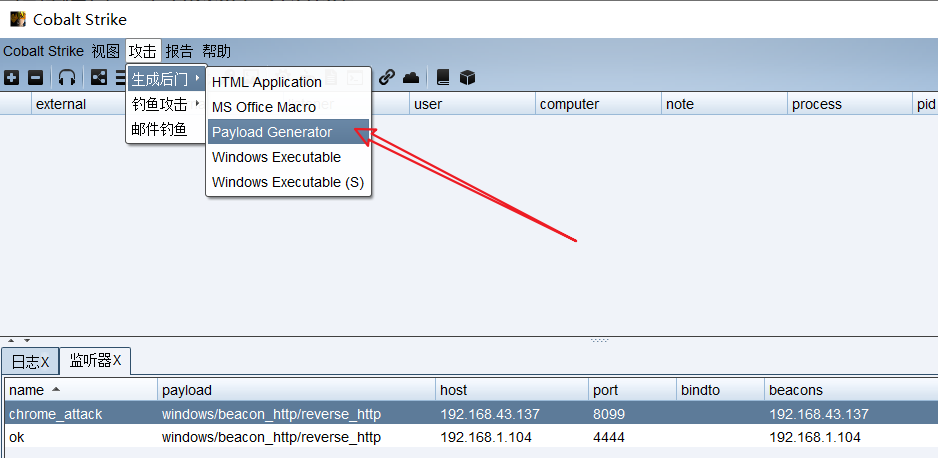 Cobalt Strike
Cobalt Strike 视图 攻击 报告 帮助
生成后门
钓鱼攻击
邮件钓鱼
HTML Application
MS Office Macro
Payload Generator
Windows Executable
Windows Executable (S)
external user computer note process pid
日志X 监听器X
name payload host port bindto beacons
chrome_attack windows/beacon_http/reverse_http 192.168.43.137 8099 192.168.43.137
ok windows/beacon_http/reverse_http 192.168.1.104 4444 192.168.1.104